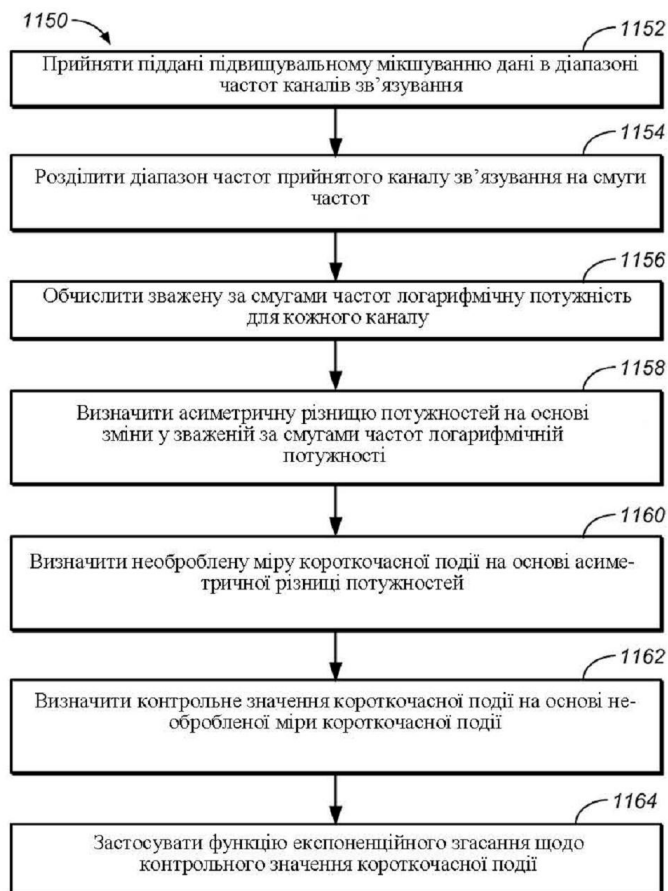 1150
1152
Прийняти піддані підвищувальному мікшуванню дані в діапазоні
частот каналів зв’язування
1154
Розділити діапазон частот прийнятого каналу зв’язування на смуги
частот
1156
Обчислити зважену за смугами частот логарифмічну потужність
для кожного каналу
1158
Визначити асиметричну різницю потужностей на основі
зміни у зваженій за смугами частот логарифмічній
потужності
1160
Визначити необроблену міру короткочасної події на основі асиме-
тричної різниці потужностей
1162
Визначити контрольне значення короткочасної події на основі не-
обробленої міри короткочасної події
1164
Застосувати функцію експоненційного згасання щодо
контрольного значення короткочасної події